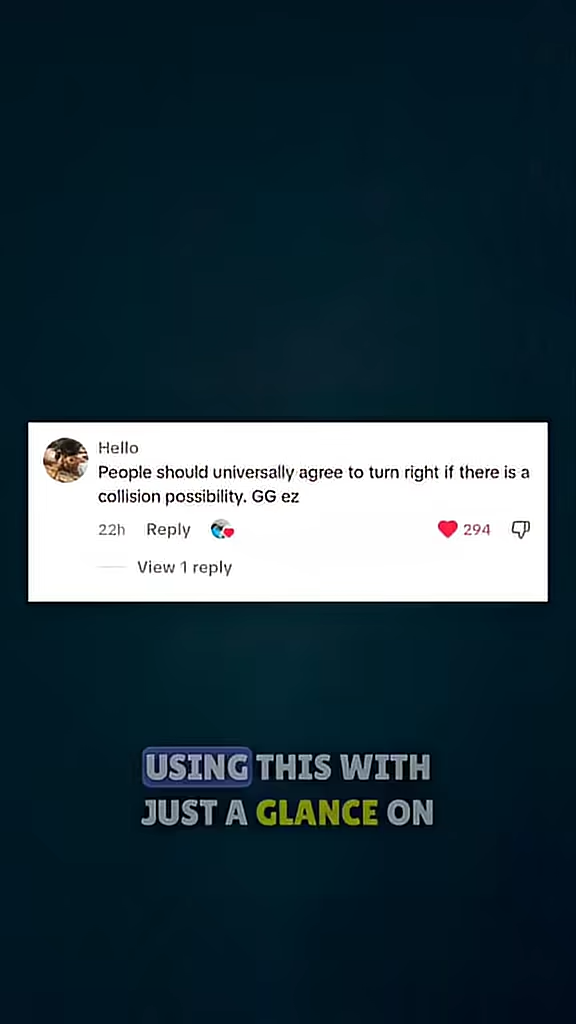 Hello
People should universally agree to turn right if there is a
collision possibility. GG ez
22h Reply 294
View 1 reply
USING THIS WITH
JUST A GLANCE ON